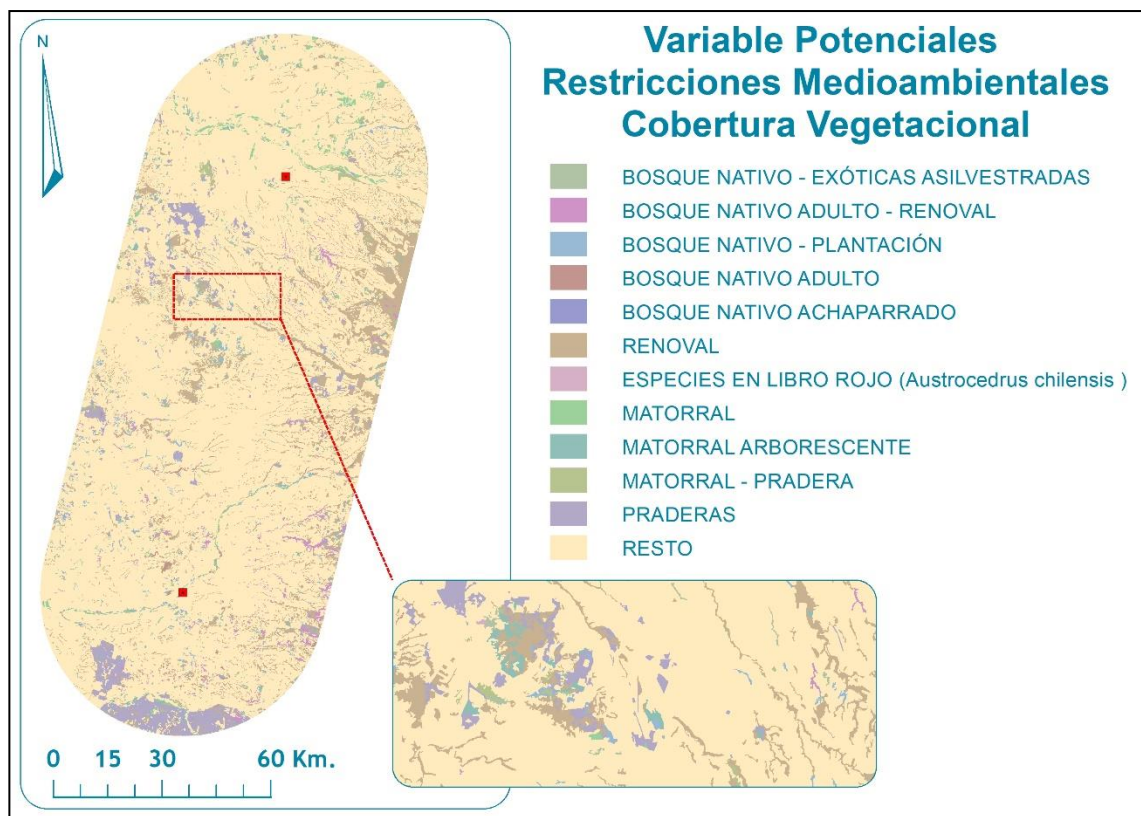 N
Variable Potenciales
Restricciones Medioambientales
Cobertura Vegetacional
BOSQUE NATIVO - EXÓTICAS ASILVESTRADAS
BOSQUE NATIVO ADULTO - RENOVAL
BOSQUE NATIVO - PLANTACIÓN
BOSQUE NATIVO ADULTO
BOSQUE NATIVO ACHAPARRADO
RENOVAL
ESPECIES EN LIBRO ROJO (Austrocedrus chilensis )
MATORRAL
MATORRAL ARBORESCENTE
MATORRAL - PRADERA
PRADERAS
RESTO
0 15 30 60 Km.